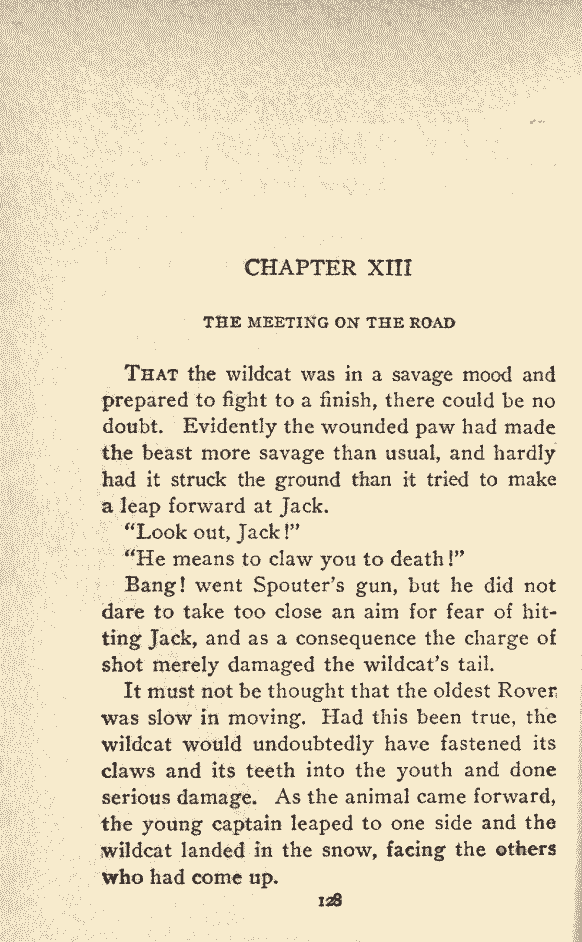 CHAPTER XIII
THE MEETING ON THE ROAD
THAT the wildcat was in a savage mood and
prepared to fight to a finish, there could be no
doubt. Evidently the wounded paw had made
the beast more savage than usual, and hardly
had it struck the ground than it tried to make
a leap forward at Jack.
“Look out, Jack!”
“He means to claw you to death!”
Bang! went Spouter’s gun, but he did not
dare to take too close an aim for fear of hit-
ting Jack, and as a consequence the charge of
shot merely damaged the wildcat’s tail.
It must not be thought that the oldest Rover
was slow in moving. Had this been true, the
wildcat would undoubtedly have fastened its
claws and its teeth into the youth and done
serious damage. As the animal came forward,
the young captain leaped to one side and the
wildcat landed in the snow, facing the others
who had come up.
128